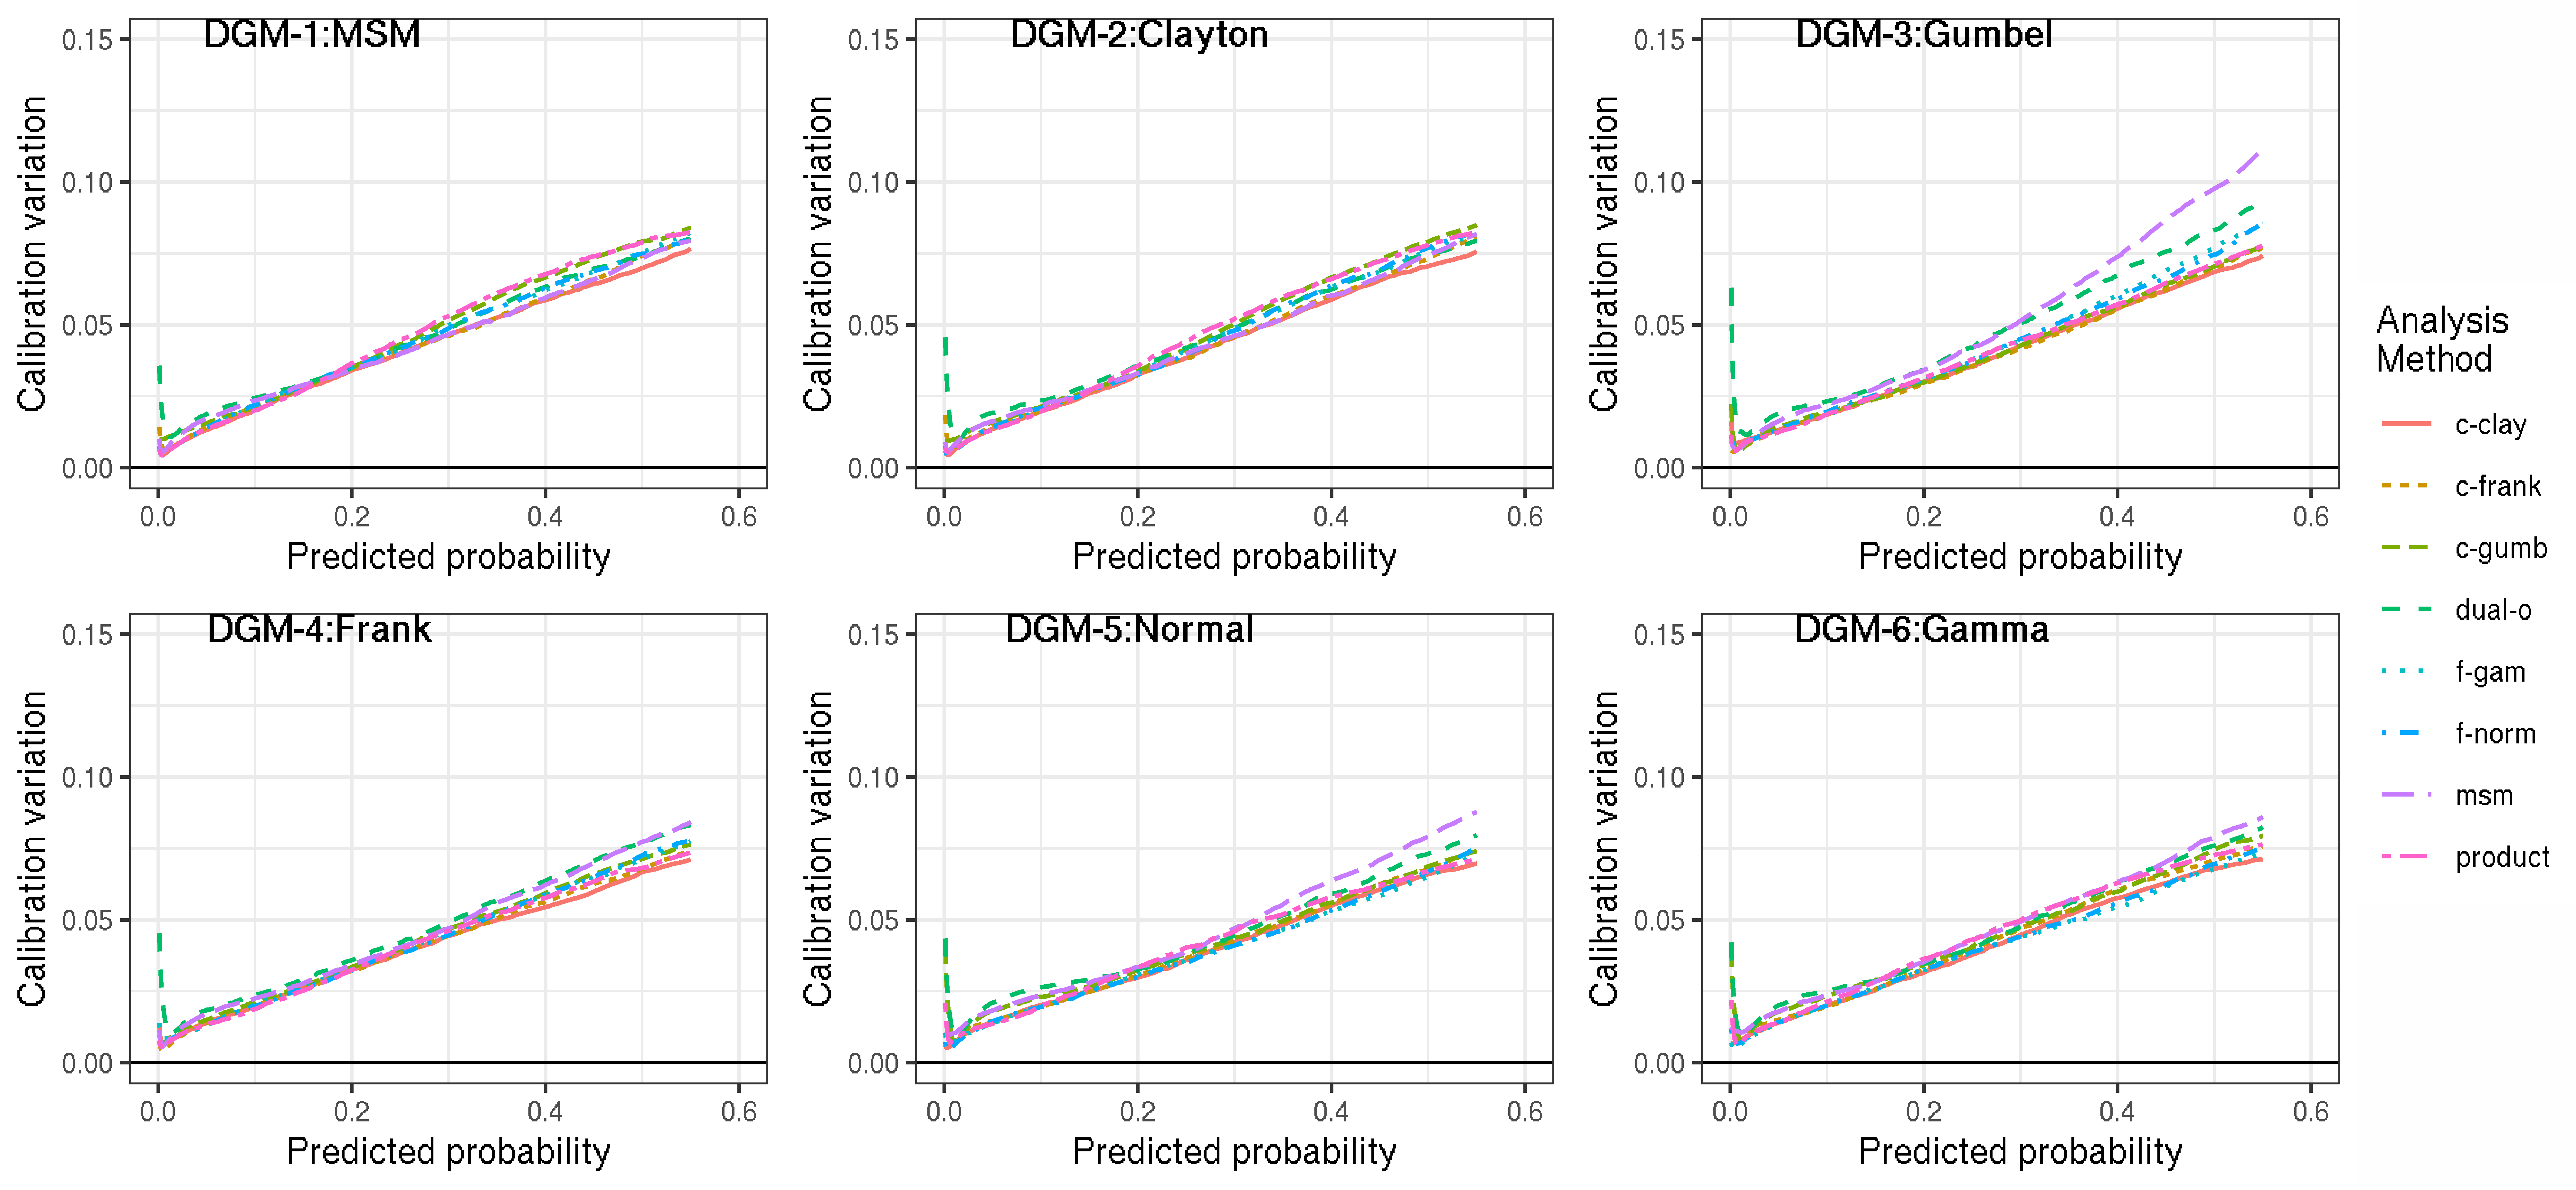 DGM-1:MSM
Calibration variation
0.15
0.10
0.05
0.00
0.0 0.2 0.4 0.6
Predicted probability
DGM-2:Clayton
Calibration variation
0.15
0.10
0.05
0.00
0.0 0.2 0.4 0.6
Predicted probability
DGM-3:Gumbel
Calibration variation
0.15
0.10
0.05
0.00
0.0 0.2 0.4 0.6
Predicted probability
DGM-4:Frank
Calibration variation
0.15
0.10
0.05
0.00
0.0 0.2 0.4 0.6
Predicted probability
DGM-5:Normal
Calibration variation
0.15
0.10
0.05
0.00
0.0 0.2 0.4 0.6
Predicted probability
DGM-6:Gamma
Calibration variation
0.15
0.10
0.05
0.00
0.0 0.2 0.4 0.6
Predicted probability
Analysis
Method
c-clay
c-frank
c-gumb
dual-o
f-gam
f-norm
msm
product